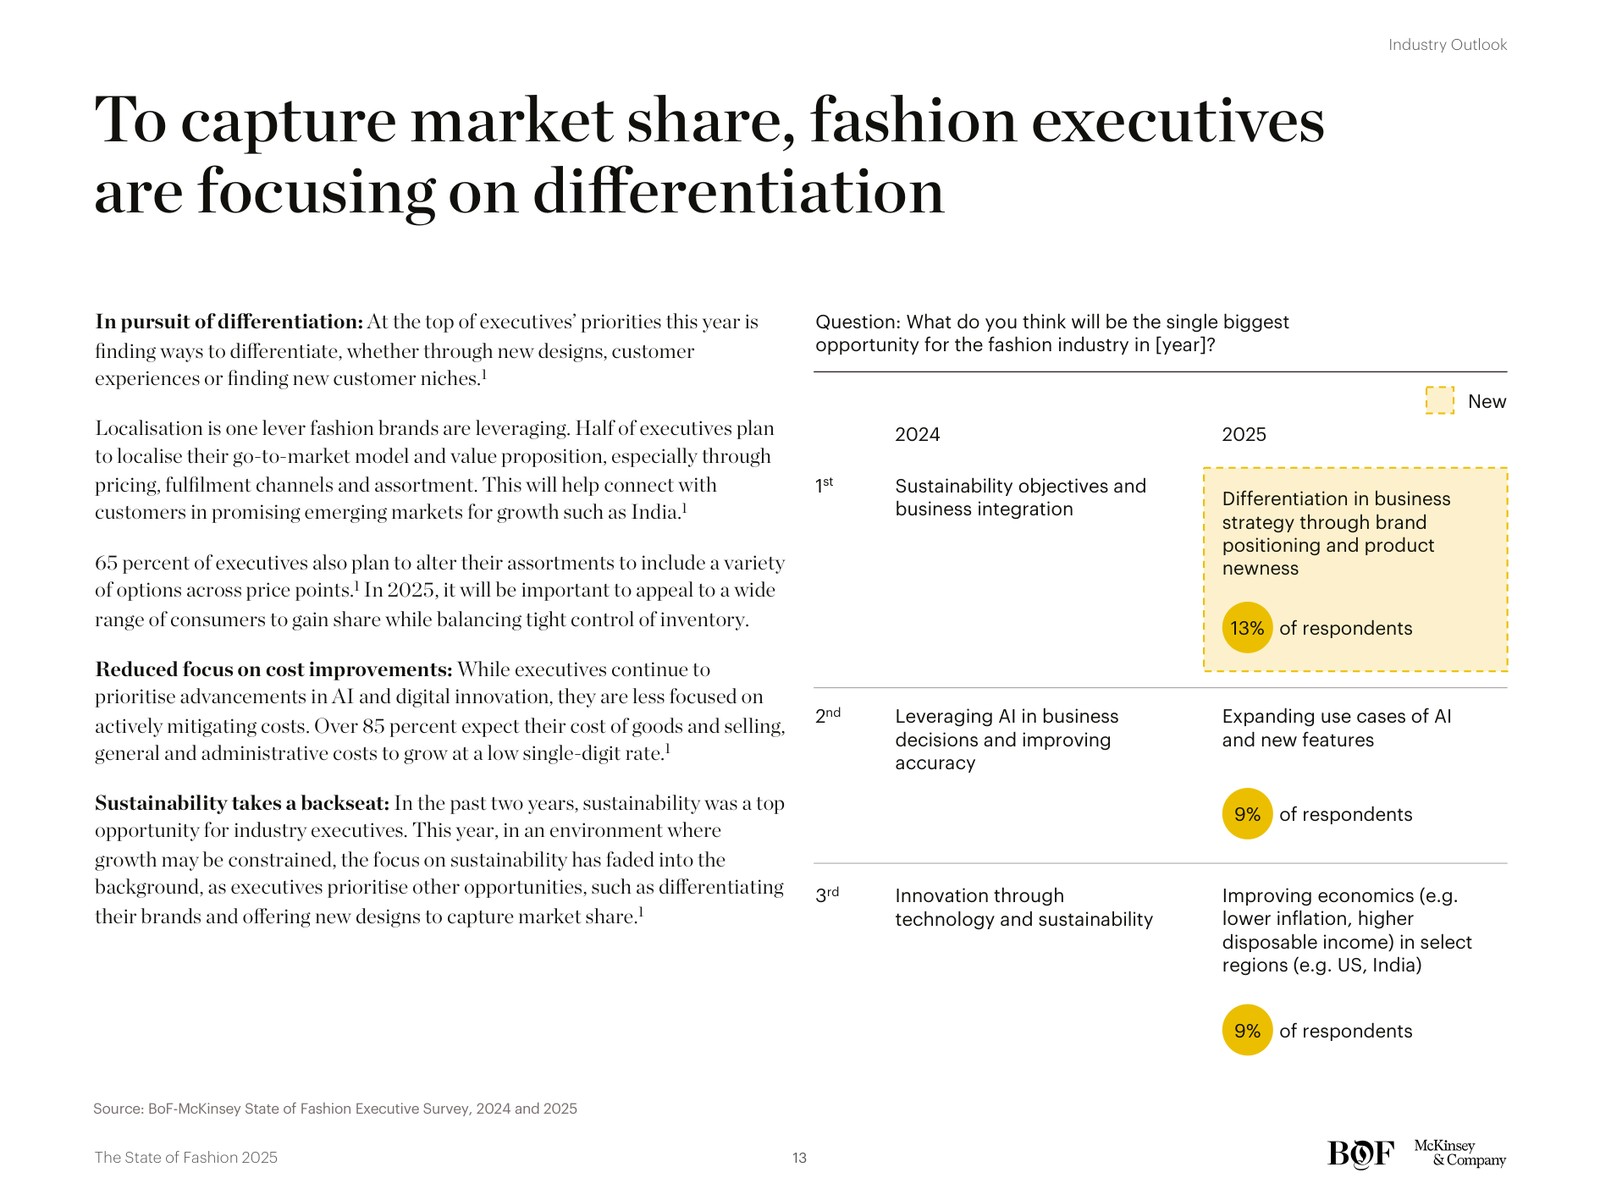 Industry Outlook
To capture market share, fashion executives
are focusing on differentiation
In pursuit of differentiation: At the top of executives’ priorities this year is
finding ways to differentiate, whether through new designs, customer
experiences or finding new customer niches.1
Localisation is one lever fashion brands are leveraging. Half of executives plan
to localise their go-to-market model and value proposition, especially through
pricing, fulfilment channels and assortment. This will help connect with
customers in promising emerging markets for growth such as India.1
65 percent of executives also plan to alter their assortments to include a variety
of options across price points.1 In 2025, it will be important to appeal to a wide
range of consumers to gain share while balancing tight control of inventory.
Reduced focus on cost improvements: While executives continue to
prioritise advancements in AI and digital innovation, they are less focused on
actively mitigating costs. Over 85 percent expect their cost of goods and selling,
general and administrative costs to grow at a low single-digit rate.1
Sustainability takes a backseat: In the past two years, sustainability was a top
opportunity for industry executives. This year, in an environment where
growth may be constrained, the focus on sustainability has faded into the
background, as executives prioritise other opportunities, such as differentiating
their brands and offering new designs to capture market share.1
Question: What do you think will be the single biggest
opportunity for the fashion industry in [year]?
New
2024
2025
1st
Sustainability objectives and
business integration
Differentiation in business
strategy through brand
positioning and product
newness
13% of respondents
2nd
Leveraging AI in business
decisions and improving
accuracy
Expanding use cases of AI
and new features
9% of respondents
3rd
Innovation through
technology and sustainability
Improving economics (e.g.
lower inflation, higher
disposable income) in select
regions (e.g. US, India)
9% of respondents
Source: BoF-McKinsey State of Fashion Executive Survey, 2024 and 2025
The State of Fashion 2025
13
BOF
McKinsey
& Company